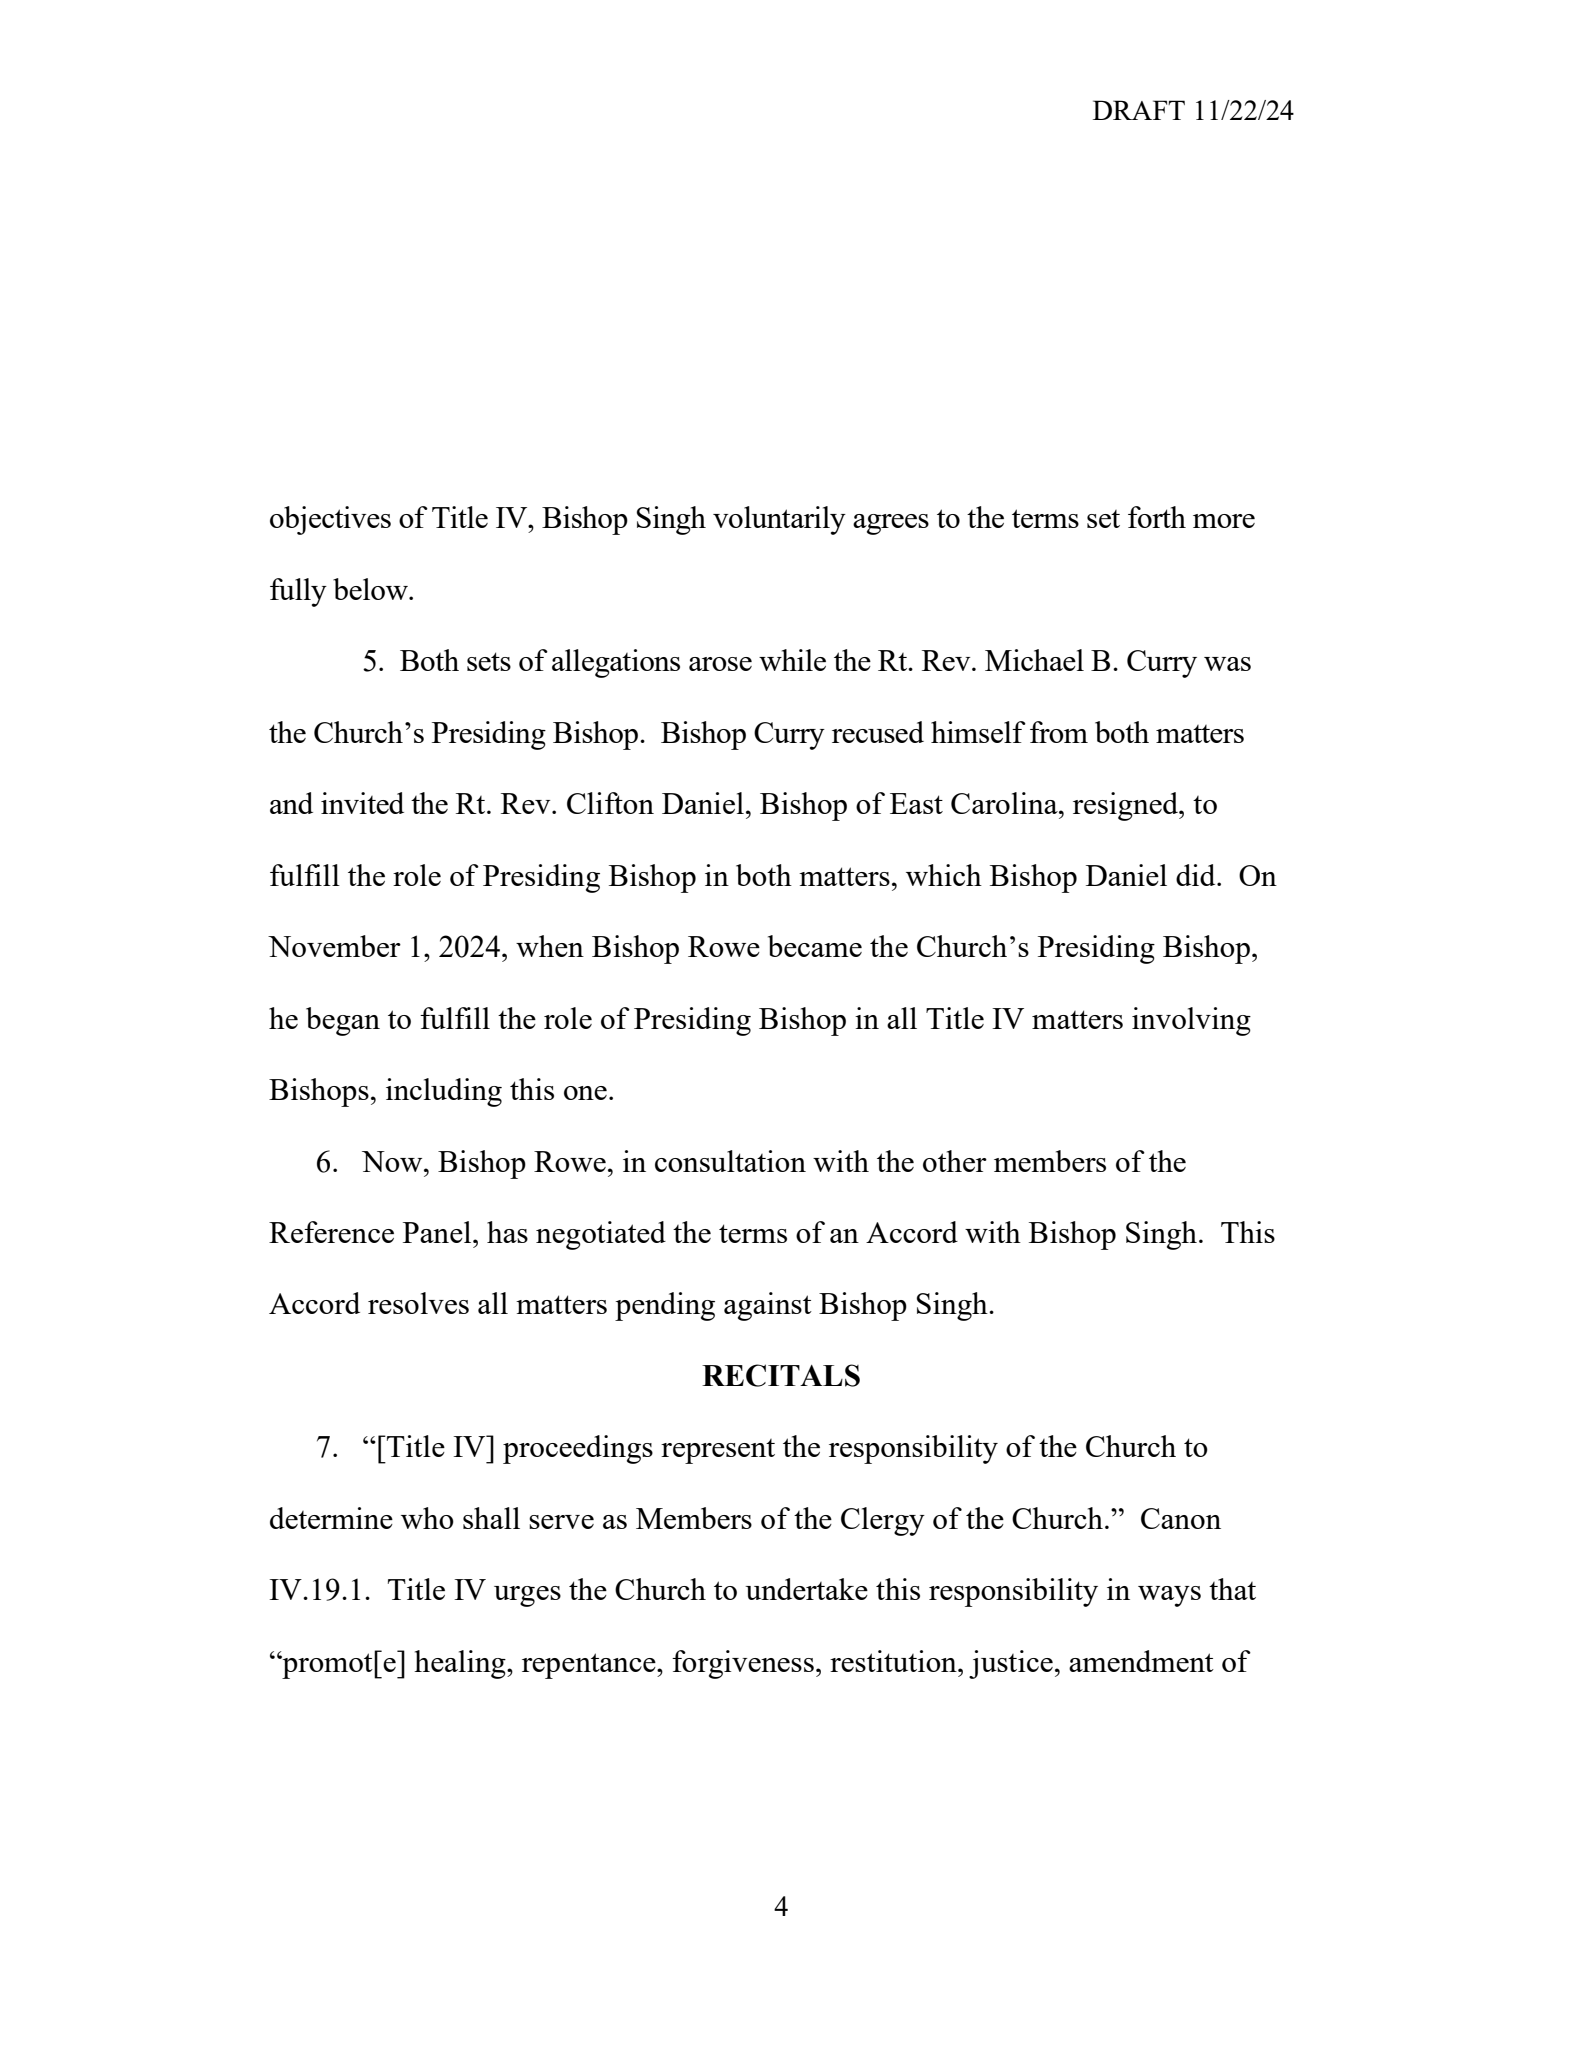 DRAFT 11/22/24
objectives of Title IV, Bishop Singh voluntarily agrees to the terms set forth more
fully below.
5.  Both sets of allegations arose while the Rt. Rev. Michael B. Curry was
the Church’s Presiding Bishop.  Bishop Curry recused himself from both matters
and invited the Rt. Rev. Clifton Daniel, Bishop of East Carolina, resigned, to
fulfill the role of Presiding Bishop in both matters, which Bishop Daniel did.  On
November 1, 2024, when Bishop Rowe became the Church’s Presiding Bishop,
he began to fulfill the role of Presiding Bishop in all Title IV matters involving
Bishops, including this one.
6.   Now, Bishop Rowe, in consultation with the other members of the
Reference Panel, has negotiated the terms of an Accord with Bishop Singh.  This
Accord resolves all matters pending against Bishop Singh.
RECITALS
7.   “[Title IV] proceedings represent the responsibility of the Church to
determine who shall serve as Members of the Clergy of the Church.”  Canon
IV.19.1.  Title IV urges the Church to undertake this responsibility in ways that
“promot[e] healing, repentance, forgiveness, restitution, justice, amendment of
4